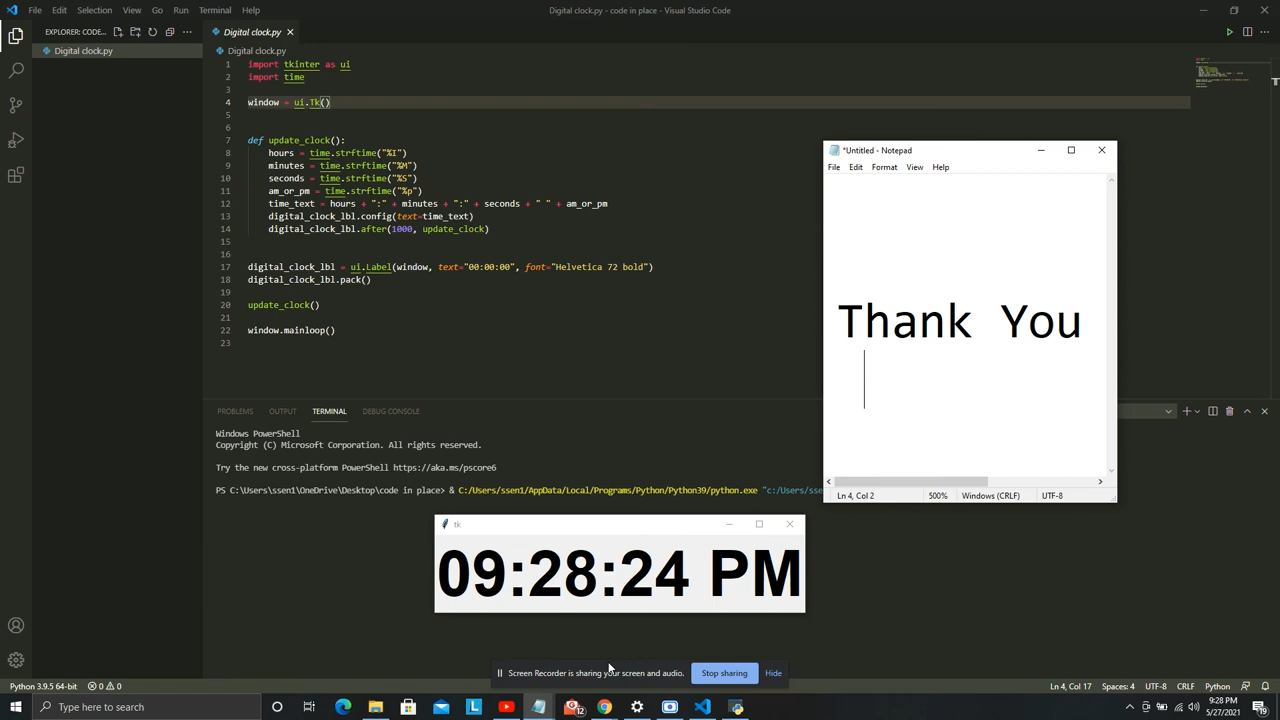 File Edit Selection View Go Run Terminal Help
Digital clock.py - code in place - Visual Studio Code
EXPLORER: CODE...
Digital clock.py
Digital clock.py
Digital clock.py
1 import tkinter as ui
2 import time
3
4 window = ui.Tk()
5
6
7 def update_clock():
8 hours = time.strftime("%I")
9 minutes = time.strftime("%M")
10 seconds = time.strftime("%S")
11 am_or_pm = time.strftime("%p")
12 time_text = hours + ":" + minutes + ":" + seconds + " " + am_or_pm
13 digital_clock_lbl.config(text=time_text)
14 digital_clock_lbl.after(1000, update_clock)
15
16
17 digital_clock_lbl = ui.Label(window, text="00:00:00", font="Helvetica 72 bold")
18 digital_clock_lbl.pack()
19
20 update_clock()
21
22 window.mainloop()
23
*Untitled - Notepad
File Edit Format View Help
Thank You
Ln 4, Col 2 500% Windows (CRLF) UTF-8
PROBLEMS OUTPUT TERMINAL DEBUG CONSOLE
Windows PowerShell
Copyright (C) Microsoft Corporation. All rights reserved.
Try the new cross-platform PowerShell https://aka.ms/pscore6
PS C:\Users\ssen1\OneDrive\Desktop\code in place> & C:/Users/ssen1/AppData/Local/Programs/Python/Python39/python.exe "c:/Users/sse
tk
09:28:24 PM
Screen Recorder is sharing your screen and audio. Stop sharing Hide
Python 3.9.5 64-bit 0 0 Ln 4, Col 17 Spaces: 4 UTF-8 CRLF Python
Type here to search
12
9:28 PM
5/27/2021
19